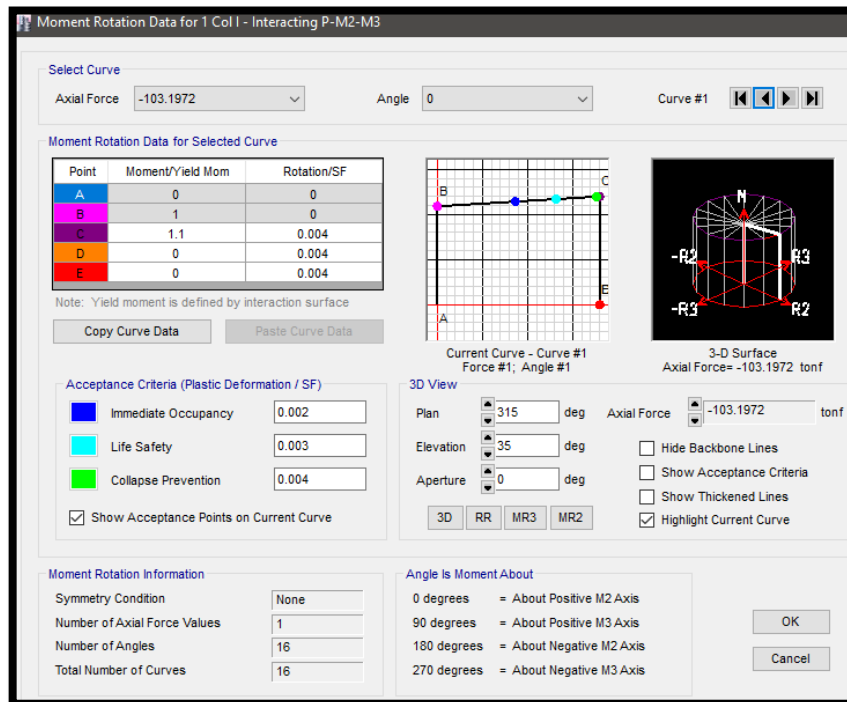 Moment Rotation Data for 1 Col I - Interacting P-M2-M3
Select Curve
Axial Force -103.1972 Angle 0 Curve #1
Moment Rotation Data for Selected Curve
Point Moment/Yield Mom Rotation/SF
A 0 0
B 1 0
C 1.1 0.004
D 0 0.004
E 0 0.004
Note: Yield moment is defined by interaction surface
Copy Curve Data Paste Curve Data
B C
A E
Current Curve - Curve #1
Force #1; Angle #1
N
-R2 R3
-R3 R2
3-D Surface
Axial Force= -103.1972 tonf
Acceptance Criteria (Plastic Deformation / SF)
Immediate Occupancy 0.002
Life Safety 0.003
Collapse Prevention 0.004
Show Acceptance Points on Current Curve
3D View
Plan 315 deg Axial Force -103.1972 tonf
Elevation 35 deg
Aperture 0 deg
3D RR MR3 MR2
Hide Backbone Lines
Show Acceptance Criteria
Show Thickened Lines
Highlight Current Curve
Moment Rotation Information
Symmetry Condition None
Number of Axial Force Values 1
Number of Angles 16
Total Number of Curves 16
Angle Is Moment About
0 degrees = About Positive M2 Axis
90 degrees = About Positive M3 Axis
180 degrees = About Negative M2 Axis
270 degrees = About Negative M3 Axis
OK
Cancel